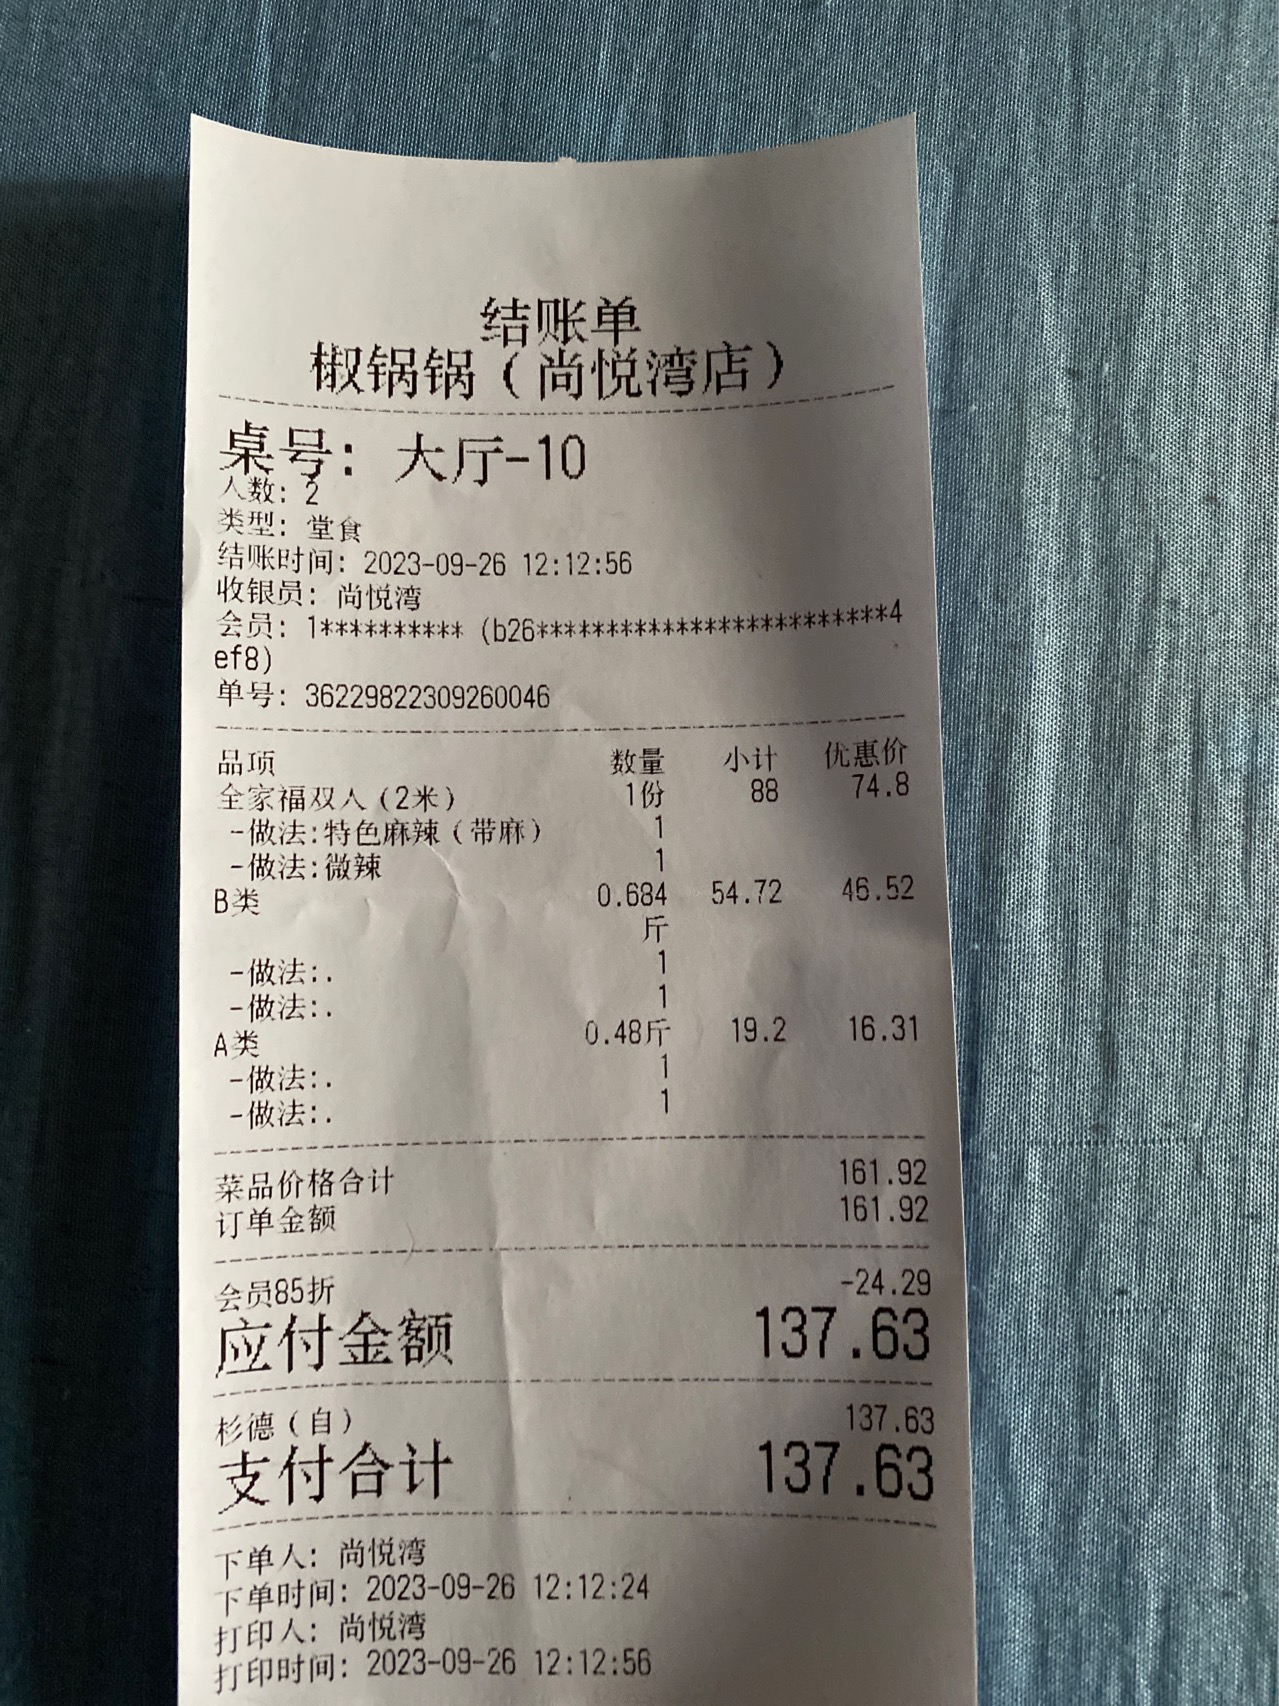 结账单
椒锅锅（尚悦湾店）
桌号：大厅-10
人数：2
类型：堂食
结账时间：2023-09-26 12:12:56
收银员：尚悦湾
会员：1********** (b26*************************4
ef8)
单号：36229822309260046
品项 数量 小计 优惠价
全家福双人（2米） 1份 88 74.8
-做法:特色麻辣（带麻） 1
-做法:微辣 1
B类 0.684 54.72 46.52
斤
-做法:. 1
-做法:. 1
A类 0.48斤 19.2 16.31
-做法:. 1
-做法:. 1
菜品价格合计 161.92
订单金额 161.92
会员85折 -24.29
应付金额 137.63
杉德（自） 137.63
支付合计 137.63
下单人：尚悦湾
下单时间：2023-09-26 12:12:24
打印人：尚悦湾
打印时间：2023-09-26 12:12:56